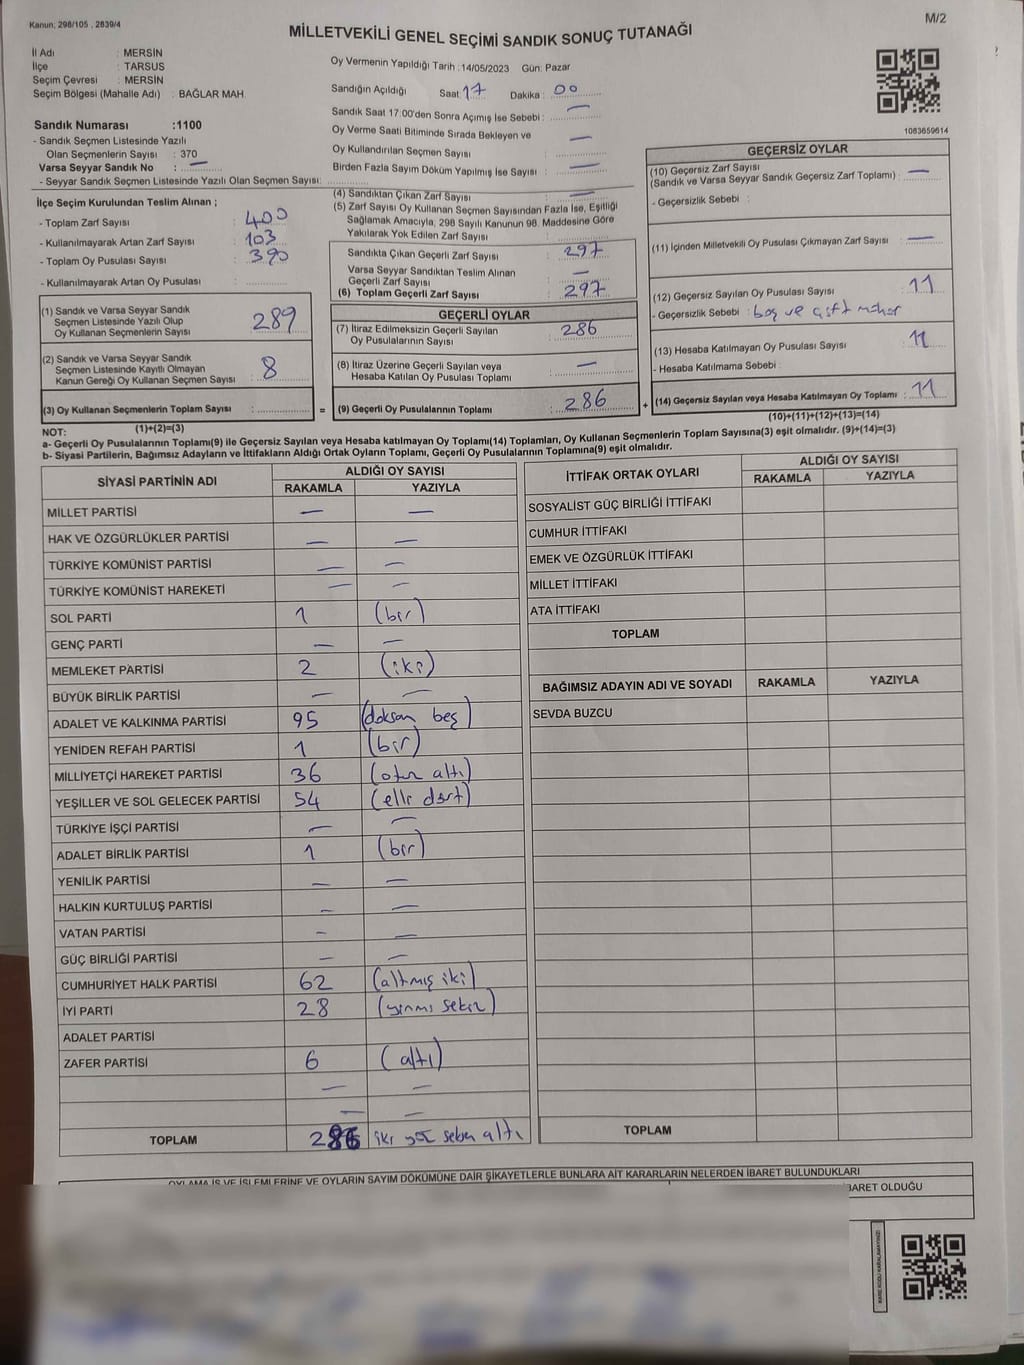 Kanun; 298/105 , 2839/4
M/2
MİLLETVEKİLİ GENEL SEÇİMİ SANDIK SONUÇ TUTANAĞI
İl Adı : MERSİN
İlçe : TARSUS
Seçim Çevresi : MERSİN
Seçim Bölgesi (Mahalle Adı) : BAĞLAR MAH.
Oy Vermenin Yapıldığı Tarih : 14/05/2023 Gün: Pazar
Sandığın Açıldığı Saat 17 Dakika : 00
Sandık Saat 17:00'den Sonra Açımış İse Sebebi : —
Oy Verme Saati Bitiminde Sırada Bekleyen ve
Oy Kullandırılan Seçmen Sayısı : —
Birden Fazla Sayım Döküm Yapılmış İse Sayısı : —
1083659614
Sandık Numarası :1100
- Sandık Seçmen Listesinde Yazılı
Olan Seçmenlerin Sayısı : 370
Varsa Seyyar Sandık No : —
- Seyyar Sandık Seçmen Listesinde Yazılı Olan Seçmen Sayısı:
İlçe Seçim Kurulundan Teslim Alınan ;
- Toplam Zarf Sayısı : 400
- Kullanılmayarak Artan Zarf Sayısı : 103
- Toplam Oy Pusulası Sayısı : 390
- Kullanılmayarak Artan Oy Pusulası :
(1) Sandık ve Varsa Seyyar Sandık
Seçmen Listesinde Yazılı Olup
Oy Kullanan Seçmenlerin Sayısı : 289
(2) Sandık ve Varsa Seyyar Sandık
Seçmen Listesinde Kayıtlı Olmayan
Kanun Gereği Oy Kullanan Seçmen Sayısı : 8
(3) Oy Kullanan Seçmenlerin Toplam Sayısı : =
(1)+(2)=(3)
(4) Sandıktan Çıkan Zarf Sayısı : —
(5) Zarf Sayısı Oy Kullanan Seçmen Sayısından Fazla İse, Eşitliği
Sağlamak Amacıyla, 298 Sayılı Kanunun 98. Maddesine Göre
Yakılarak Yok Edilen Zarf Sayısı
Sandıkta Çıkan Geçerli Zarf Sayısı : 297
Varsa Seyyar Sandıktan Teslim Alınan
Geçerli Zarf Sayısı : —
(6) Toplam Geçerli Zarf Sayısı : 297
GEÇERLİ OYLAR
(7) İtiraz Edilmeksizin Geçerli Sayılan
Oy Pusulalarının Sayısı : 286
(8) İtiraz Üzerine Geçerli Sayılan veya
Hesaba Katılan Oy Pusulası Toplamı : —
(9) Geçerli Oy Pusulalarının Toplamı : 286 +
GEÇERSİZ OYLAR
(10) Geçersiz Zarf Sayısı : —
(Sandık ve Varsa Seyyar Sandık Geçersiz Zarf Toplamı)
- Geçersizlik Sebebi :
(11) İçinden Milletvekili Oy Pusulası Çıkmayan Zarf Sayısı : —
(12) Geçersiz Sayılan Oy Pusulası Sayısı : 11
- Geçersizlik Sebebi : boş ve çift mühür
(13) Hesaba Katılmayan Oy Pusulası Sayısı : 11
- Hesaba Katılmama Sebebi :
(14) Geçersiz Sayılan veya Hesaba Katılmayan Oy Toplamı : 11
(10)+(11)+(12)+(13)=(14)
NOT:
a- Geçerli Oy Pusulalarının Toplamı(9) ile Geçersiz Sayılan veya Hesaba katılmayan Oy Toplamı(14) Toplamları, Oy Kullanan Seçmenlerin Toplam Sayısına(3) eşit olmalıdır. (9)+(14)=(3)
b- Siyasi Partilerin, Bağımsız Adayların ve İttifakların Aldığı Ortak Oyların Toplamı, Geçerli Oy Pusulalarının Toplamına(9) eşit olmalıdır.
SİYASİ PARTİNİN ADI ALDIĞI OY SAYISI
RAKAMLA YAZIYLA
MİLLET PARTİSİ — —
HAK VE ÖZGÜRLÜKLER PARTİSİ — —
TÜRKİYE KOMÜNİST PARTİSİ — —
TÜRKİYE KOMÜNİST HAREKETİ — —
SOL PARTİ 1 (bir)
GENÇ PARTİ — —
MEMLEKET PARTİSİ 2 (iki)
BÜYÜK BİRLİK PARTİSİ — —
ADALET VE KALKINMA PARTİSİ 95 (doksan beş)
YENİDEN REFAH PARTİSİ 1 (bir)
MİLLİYETÇİ HAREKET PARTİSİ 36 (otuz altı)
YEŞİLLER VE SOL GELECEK PARTİSİ 54 (elli dört)
TÜRKİYE İŞÇİ PARTİSİ — —
ADALET BİRLİK PARTİSİ 1 (bir)
YENİLİK PARTİSİ — —
HALKIN KURTULUŞ PARTİSİ — —
VATAN PARTİSİ — —
GÜÇ BİRLİĞİ PARTİSİ — —
CUMHURİYET HALK PARTİSİ 62 (altmış iki)
İYİ PARTİ 28 (yirmi sekiz)
ADALET PARTİSİ
ZAFER PARTİSİ 6 (altı)
— —
— —
TOPLAM 286 iki yüz seksen altı
İTTİFAK ORTAK OYLARI ALDIĞI OY SAYISI
RAKAMLA YAZIYLA
SOSYALİST GÜÇ BİRLİĞİ İTTİFAKI
CUMHUR İTTİFAKI
EMEK VE ÖZGÜRLÜK İTTİFAKI
MİLLET İTTİFAKI
ATA İTTİFAKI
TOPLAM
BAĞIMSIZ ADAYIN ADI VE SOYADI RAKAMLA YAZIYLA
SEVDA BUZCU
TOPLAM
OYLAMA İŞ VE İŞLEMLERİNE VE OYLARIN SAYIM DÖKÜMÜNE DAİR ŞİKAYETLERLE BUNLARA AİT KARARLARIN NELERDEN İBARET BULUNDUKLARI
BARET OLDUĞU